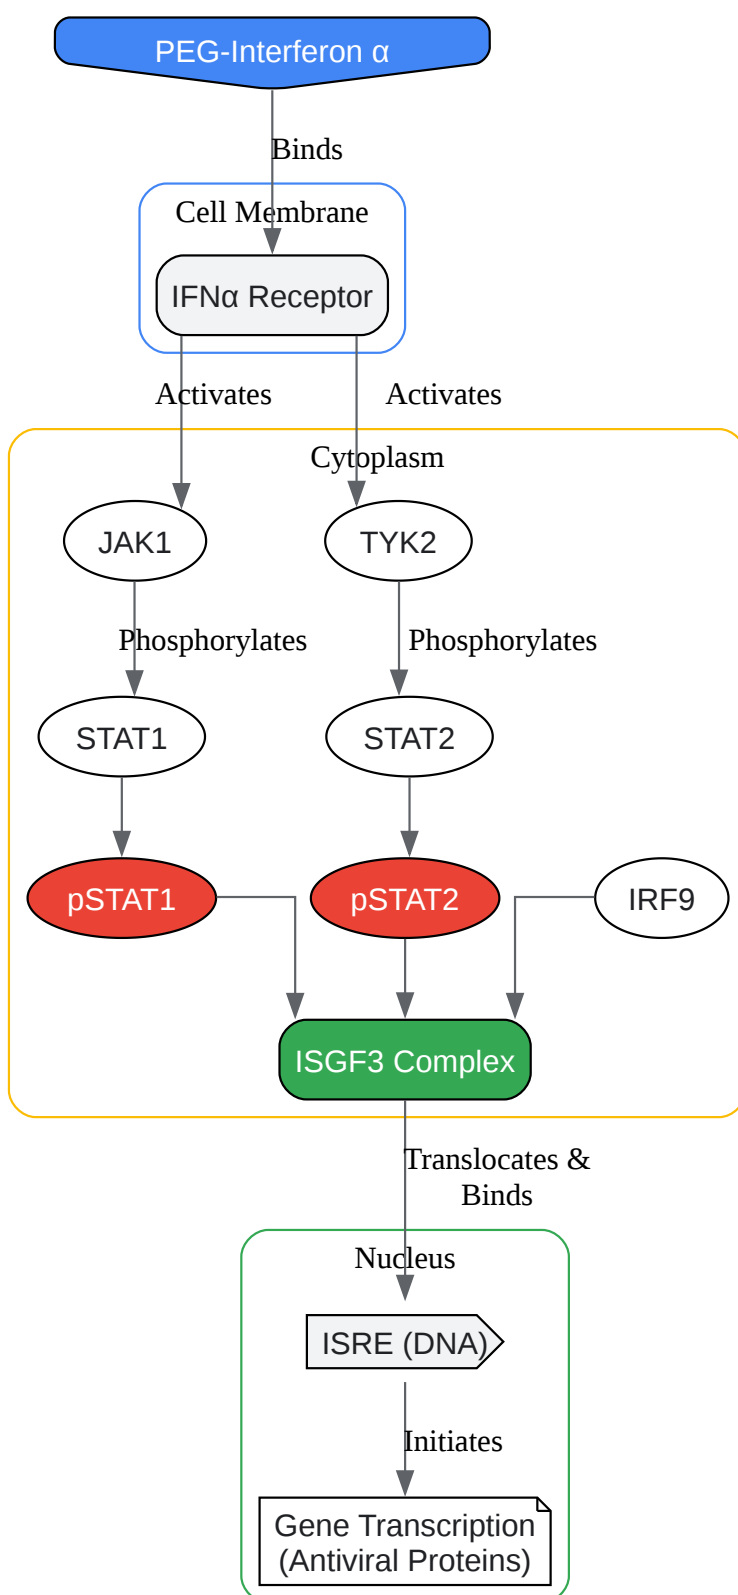 PEG-Interferon α
Binds
Cell Membrane
IFNα Receptor
Activates
Activates
Cytoplasm
JAK1
TYK2
Phosphorylates
Phosphorylates
STAT1
STAT2
pSTAT1
pSTAT2
IRF9
ISGF3 Complex
Translocates &
Binds
Nucleus
ISRE (DNA)
Initiates
Gene Transcription
(Antiviral Proteins)